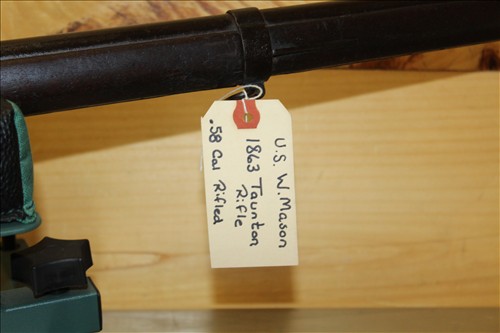 U.S. W. Mason
1863 Taunton
Rifle
.58 Cal Rifled